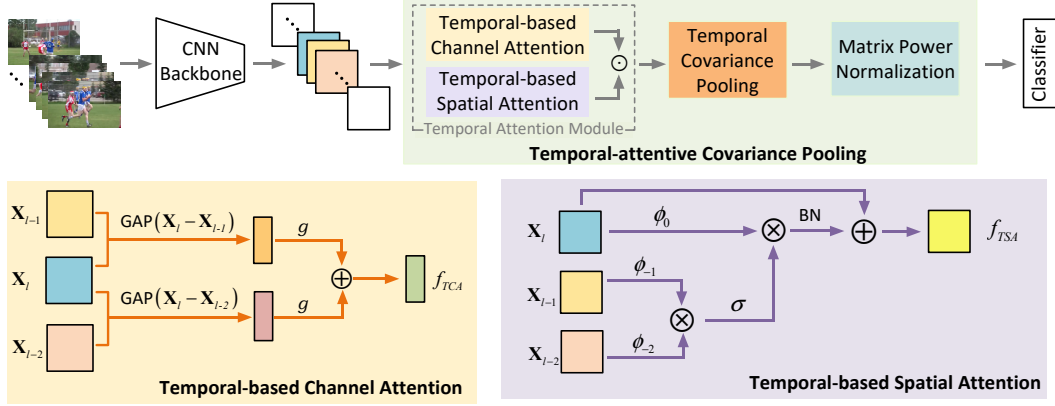 CNN
Backbone
Temporal-based
Channel Attention
Temporal-based
Spatial Attention
⊙
Temporal Attention Module
Temporal
Covariance
Pooling
Matrix Power
Normalization
Classifier
Temporal-attentive Covariance Pooling
X_{l-1}
X_l
X_{l-2}
GAP(X_l − X_{l-1})
GAP(X_l − X_{l-2})
g
g
⊕
f_{TCA}
Temporal-based Channel Attention
X_l
X_{l-1}
X_{l-2}
ϕ_0
ϕ_{−1}
ϕ_{−2}
⊗
σ
⊗
BN
⊕
f_{TSA}
Temporal-based Spatial Attention